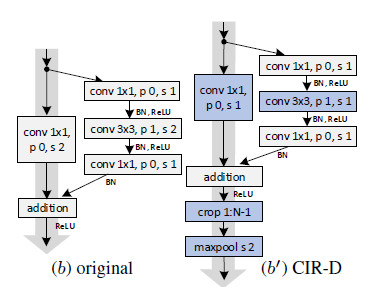 conv 1x1, p 0, s 1
BN, ReLU
conv 3x3, p 1, s 2
BN, ReLU
conv 1x1, p 0, s 1
BN
conv 1x1,
p 0, s 2
addition
ReLU
(b) original
conv 1x1, p 0, s 1
BN, ReLU
conv 3x3, p 1, s 1
BN, ReLU
conv 1x1, p 0, s 1
BN
conv 1x1,
p 0, s 1
addition
ReLU
crop 1:N-1
maxpool s 2
(b′) CIR-D